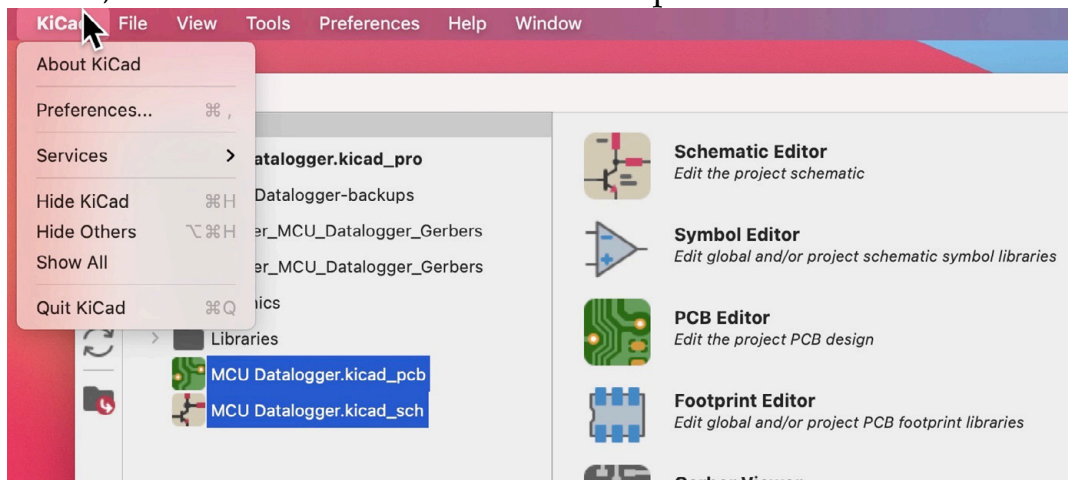 KiCad File View Tools Preferences Help Window
About KiCad
Preferences... ⌘ ,
Services
Hide KiCad ⌘H
Hide Others ⌥⌘H
Show All
Quit KiCad ⌘Q
atalogger.kicad_pro
Datalogger-backups
er_MCU_Datalogger_Gerbers
er_MCU_Datalogger_Gerbers
nics
Libraries
MCU Datalogger.kicad_pcb
MCU Datalogger.kicad_sch
Schematic Editor
Edit the project schematic
Symbol Editor
Edit global and/or project schematic symbol libraries
PCB Editor
Edit the project PCB design
Footprint Editor
Edit global and/or project PCB footprint libraries